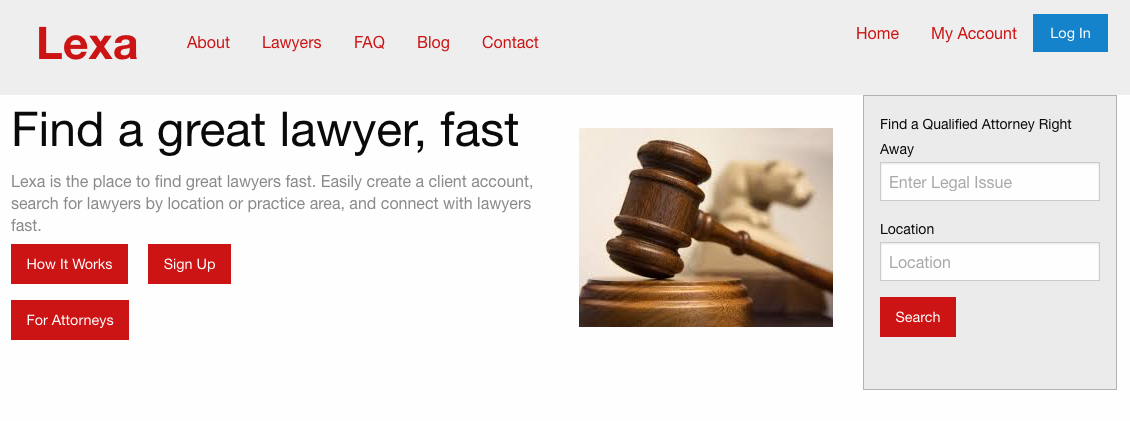 Lexa
About Lawyers FAQ Blog Contact
Home My Account Log In
Find a great lawyer, fast
Lexa is the place to find great lawyers fast. Easily create a client account,
search for lawyers by location or practice area, and connect with lawyers
fast.
How It Works Sign Up
For Attorneys
Find a Qualified Attorney Right
Away
Enter Legal Issue
Location
Location
Search